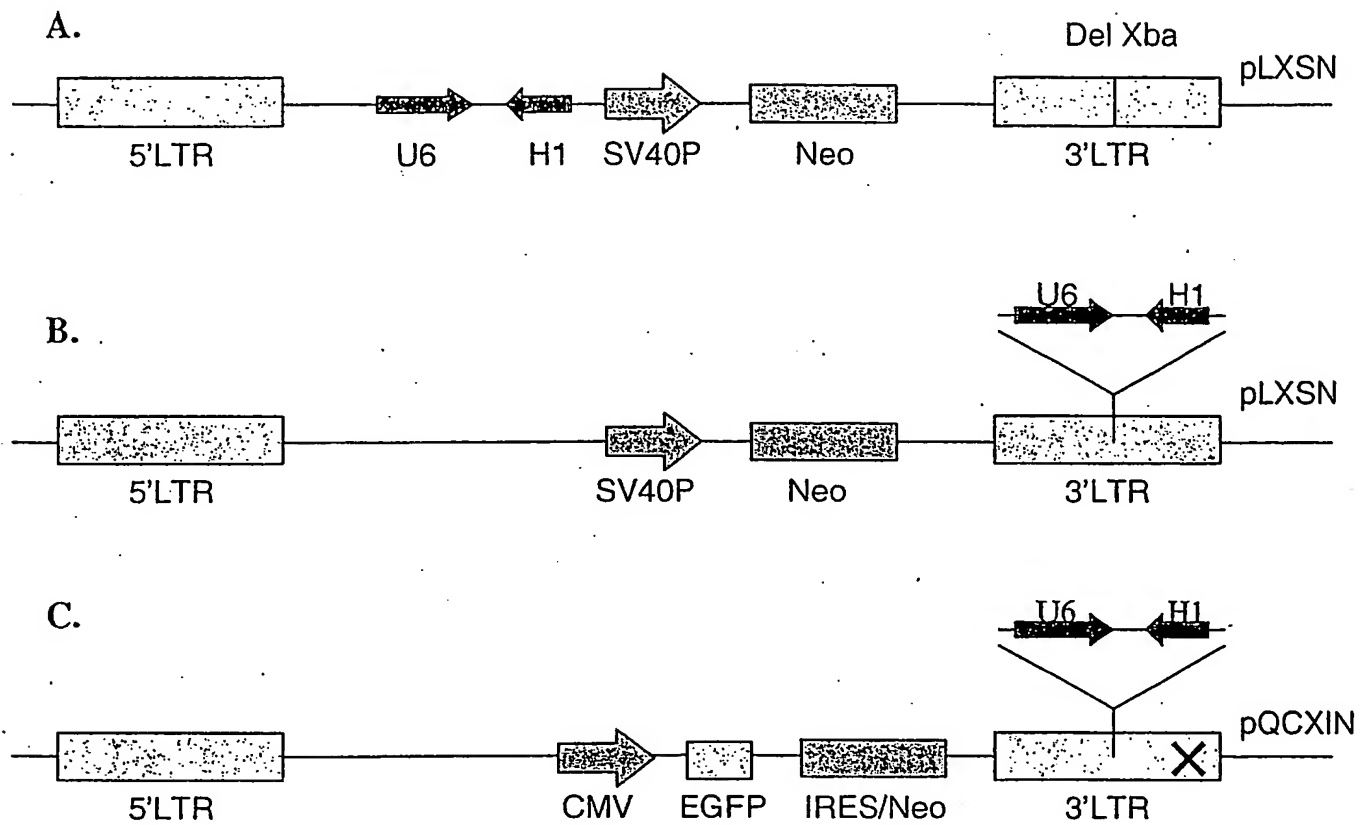 A.
Del Xba
pLXSN
5'LTR U6 H1 SV40P Neo 3'LTR
U6 H1
B.
pLXSN
5'LTR SV40P Neo 3'LTR
U6 H1
C.
pQCXIN
X
5'LTR CMV EGFP IRES/Neo 3'LTR